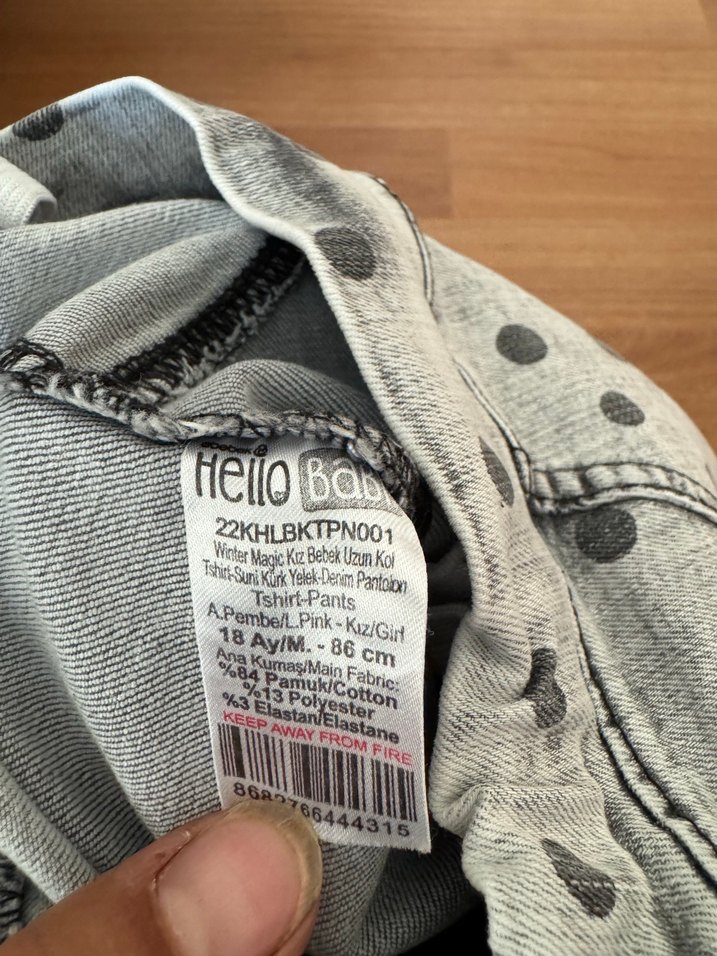 Hello Bab
22KHLBKTPN001
Winter Magic Kız Bebek Uzun Kol
Tshirt-Suni Kürk Yelek-Denim Pantolon
Tshirt-Pants
A.Pembe/L.Pink - Kız/Girl
18 Ay/M. - 86 cm
Ana Kumaş/Main Fabric:
%84 Pamuk/Cotton
%13 Polyester
%3 Elastan/Elastane
KEEP AWAY FROM FIRE
8682766444315